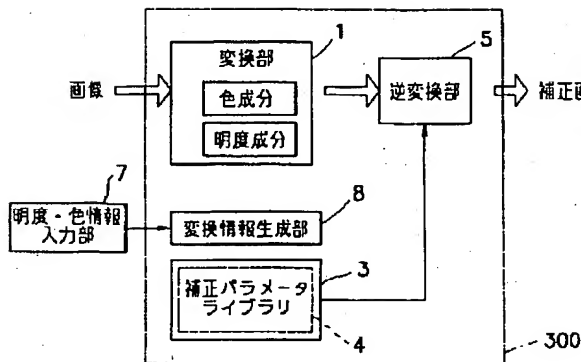 1
変換部
5
画像
色成分
逆変換部
補正画
明度成分
7
8
明度・色情報
入力部
変換情報生成部
3
補正パラメータ
ライブラリ
4
300